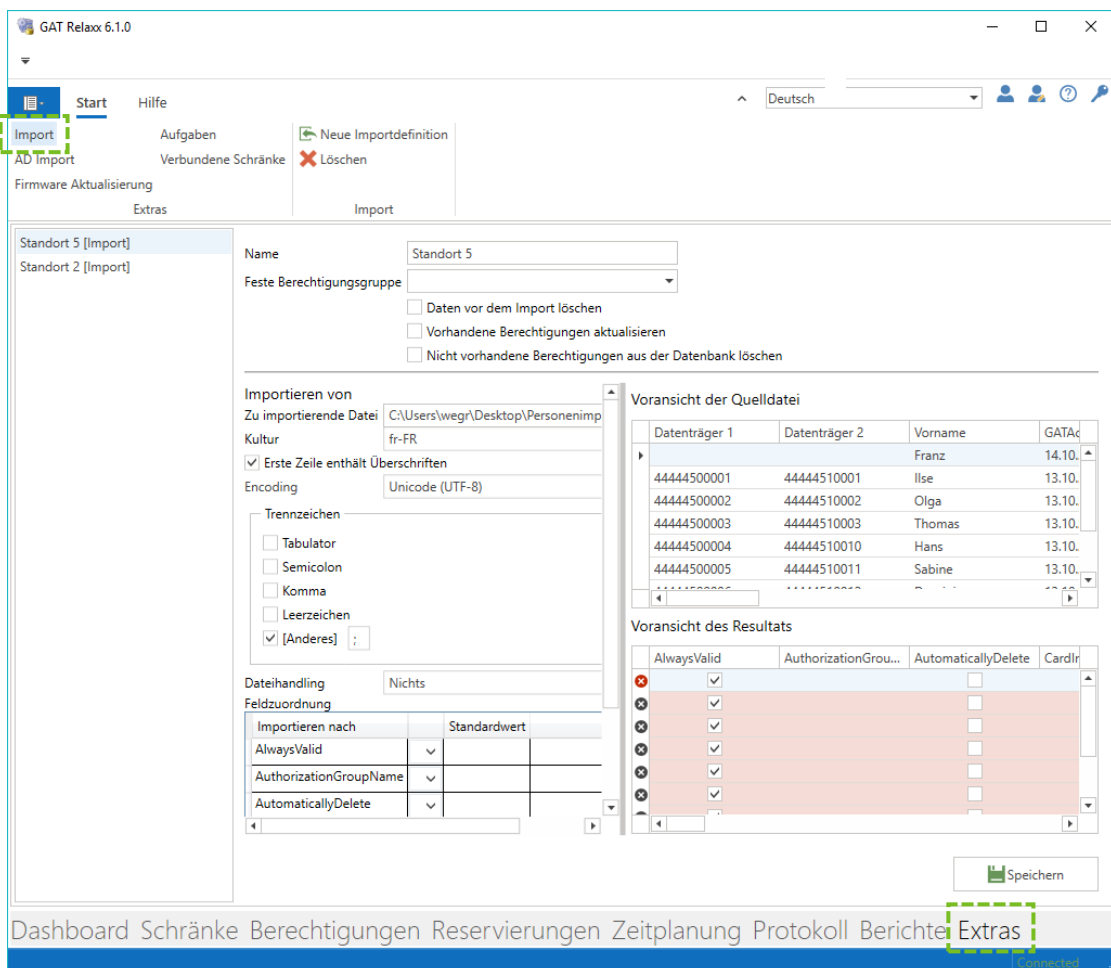 GAT Relaxx 6.1.0
Start Hilfe Deutsch
Import Aufgaben Neue Importdefinition
AD Import Verbundene Schränke Löschen
Firmware Aktualisierung
Extras Import
Standort 5 [Import]
Standort 2 [Import]
Name Standort 5
Feste Berechtigungsgruppe
Daten vor dem Import löschen
Vorhandene Berechtigungen aktualisieren
Nicht vorhandene Berechtigungen aus der Datenbank löschen
Importieren von
Zu importierende Datei C:\Users\wegr\Desktop\Personenimp
Kultur fr-FR
Erste Zeile enthält Überschriften
Encoding Unicode (UTF-8)
Trennzeichen
Tabulator
Semicolon
Komma
Leerzeichen
[Anderes] ;
Dateihandling Nichts
Feldzuordnung
Importieren nach Standardwert
AlwaysValid
AuthorizationGroupName
AutomaticallyDelete
Voransicht der Quelldatei
Datenträger 1 Datenträger 2 Vorname GATAc
Franz 14.10.
44444500001 44444510001 Ilse 13.10.
44444500002 44444510002 Olga 13.10.
44444500003 44444510003 Thomas 13.10.
44444500004 44444510010 Hans 13.10.
44444500005 44444510011 Sabine 13.10.
Voransicht des Resultats
AlwaysValid AuthorizationGrou... AutomaticallyDelete CardIn
Speichern
Dashboard Schränke Berechtigungen Reservierungen Zeitplanung Protokoll Berichte Extras
Connected